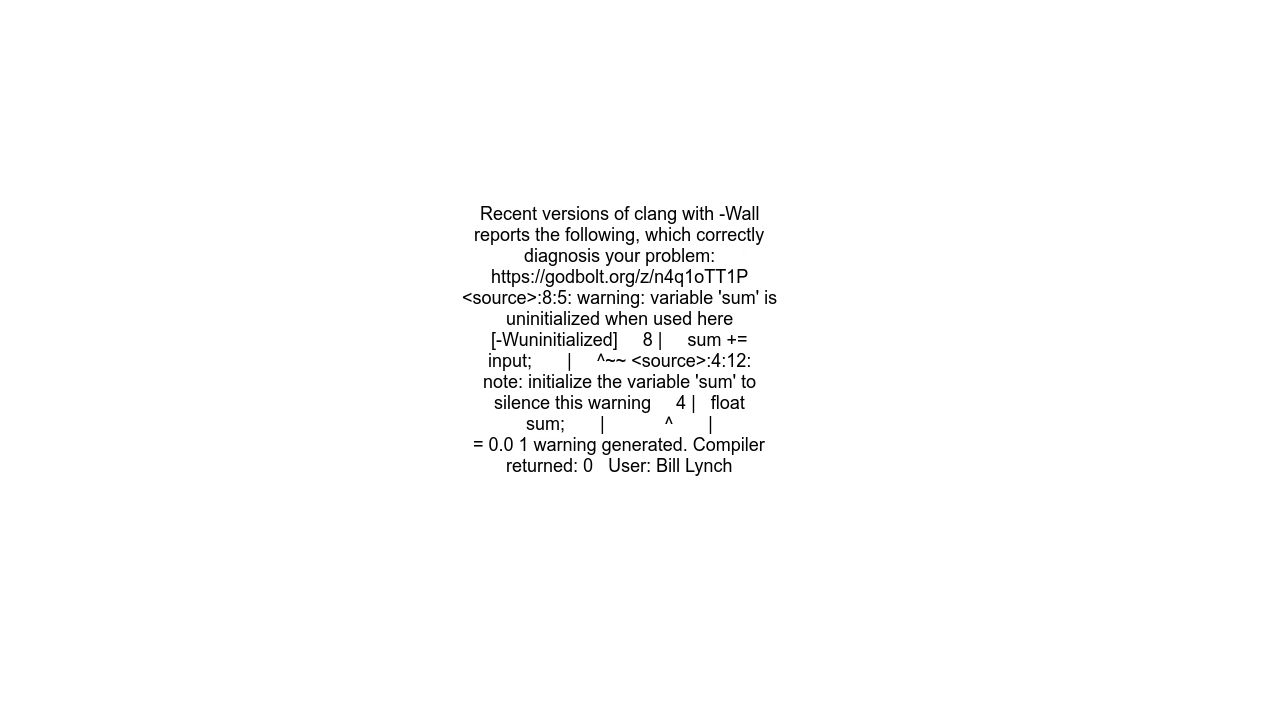 Recent versions of clang with -Wall
reports the following, which correctly
diagnosis your problem:
https://godbolt.org/z/n4q1oTT1P
<source>:8:5: warning: variable 'sum' is
uninitialized when used here
[-Wuninitialized]     8 |     sum +=
input;       |     ^~~ <source>:4:12:
note: initialize the variable 'sum' to
silence this warning     4 |   float
sum;       |            ^       |
= 0.0 1 warning generated. Compiler
returned: 0   User: Bill Lynch